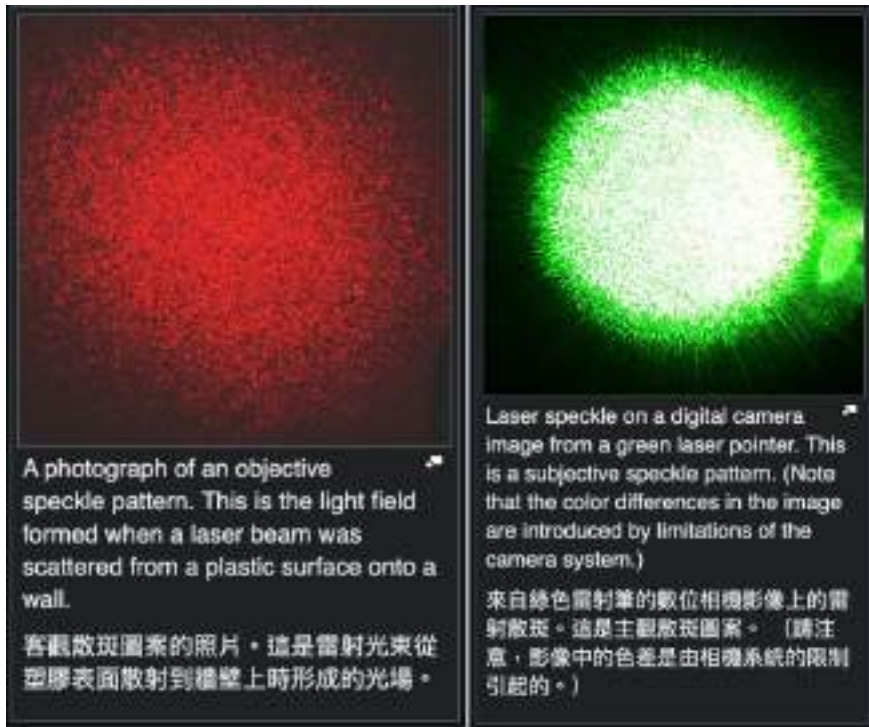 A photograph of an objective
speckle pattern. This is the light field
formed when a laser beam was
scattered from a plastic surface onto a
wall.
客觀散斑圖案的照片。這是雷射光束從
塑膠表面散射到牆壁上時形成的光場。
Laser speckle on a digital camera
image from a green laser pointer. This
is a subjective speckle pattern. (Note
that the color differences in the image
are introduced by limitations of the
camera system.)
來自綠色雷射筆的數位相機影像上的雷
射散斑。這是主觀散斑圖案。 （請注
意，影像中的色差是由相機系統的限制
引起的。）